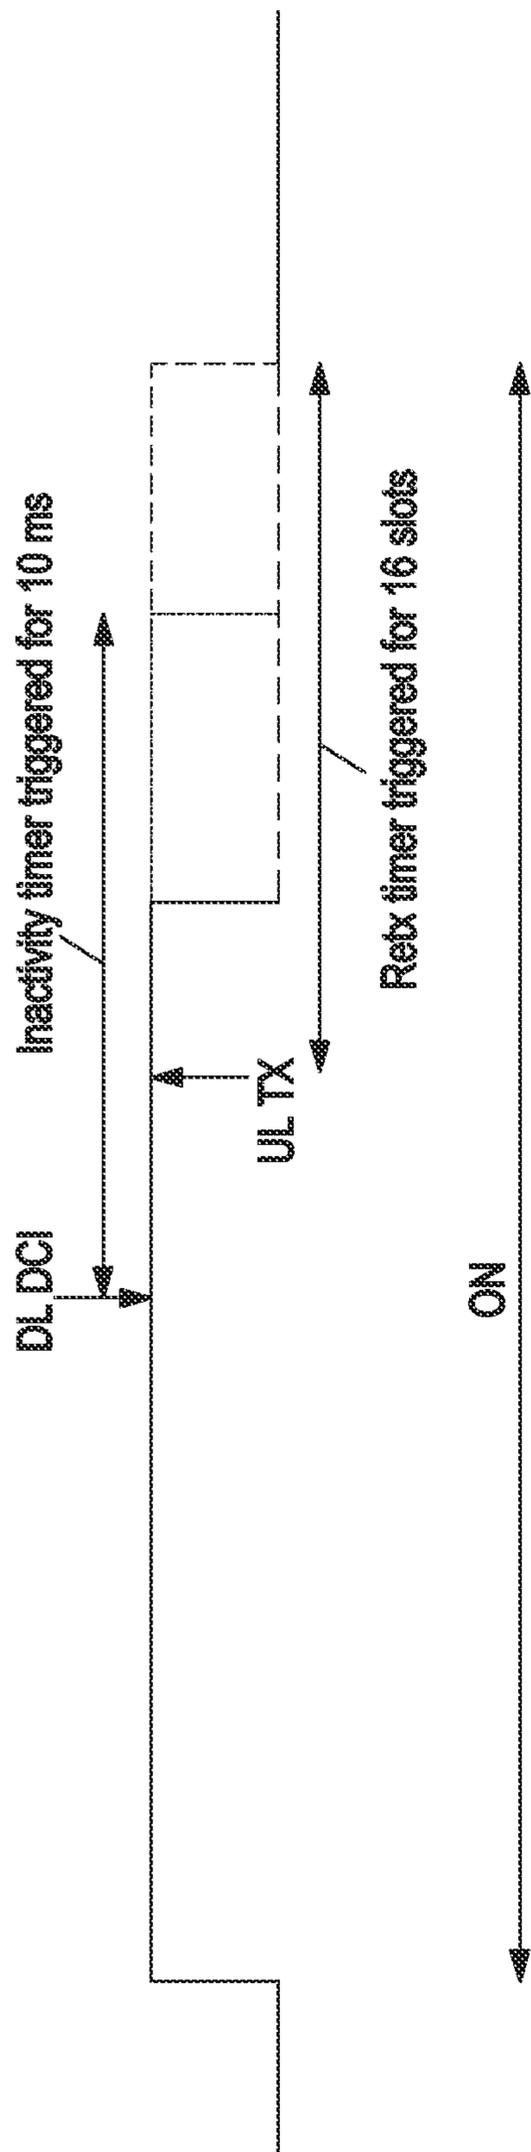 Inactivity timer triggered for 10 ms
DL DCI
UL TX
Retx timer triggered for 16 slots
ON